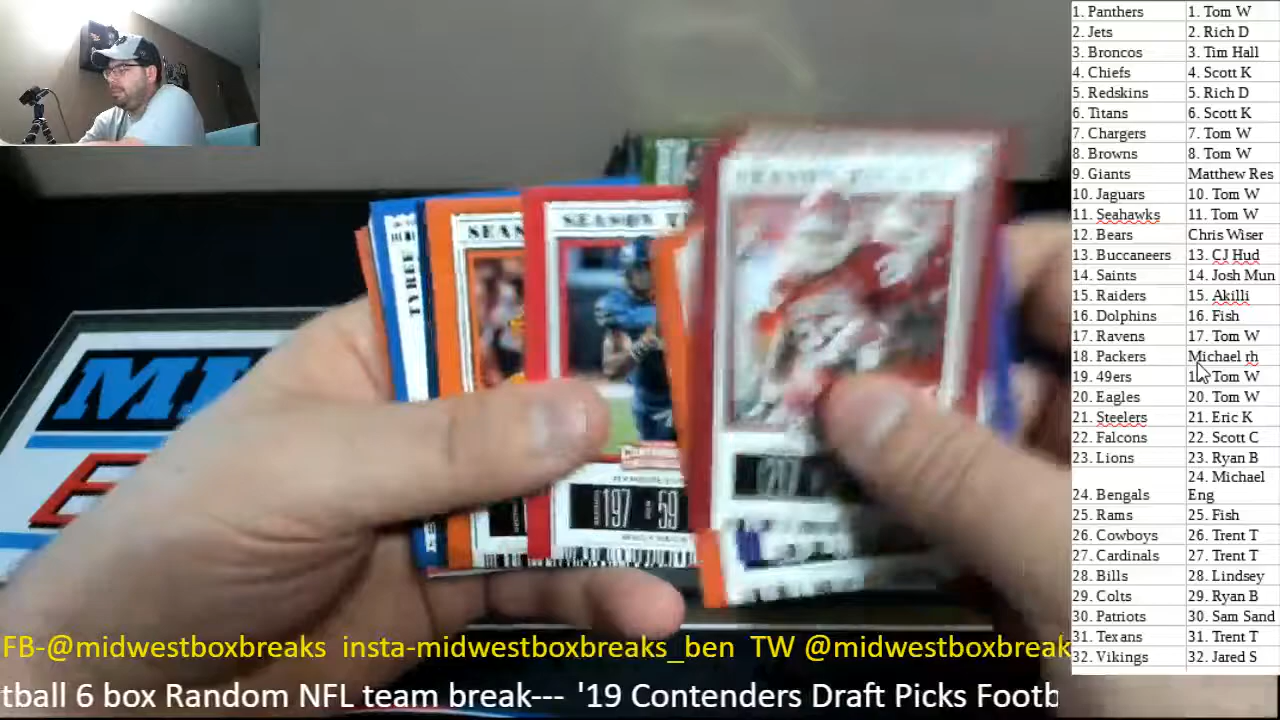 1. Panthers 1. Tom W
2. Jets 2. Rich D
3. Broncos 3. Tim Hall
4. Chiefs 4. Scott K
5. Redskins 5. Rich D
6. Titans 6. Scott K
7. Chargers 7. Tom W
8. Browns 8. Tom W
9. Giants Matthew Res
10. Jaguars 10. Tom W
11. Seahawks 11. Tom W
12. Bears Chris Wiser
13. Buccaneers 13. CJ Hud
14. Saints 14. Josh Mun
15. Raiders 15. Akilli
16. Dolphins 16. Fish
17. Ravens 17. Tom W
18. Packers Michael rh
19. 49ers Tom W
20. Eagles 20. Tom W
21. Steelers 21. Eric K
22. Falcons 22. Scott C
23. Lions 23. Ryan B
24. Bengals 24. Michael Eng
25. Rams 25. Fish
26. Cowboys 26. Trent T
27. Cardinals 27. Trent T
28. Bills 28. Lindsey
29. Colts 29. Ryan B
30. Patriots 30. Sam Sand
31. Texans 31. Trent T
32. Vikings 32. Jared S
SEASON
197 59
FB-@midwestboxbreaks insta-midwestboxbreaks_ben TW @midwestboxbreak
tball 6 box Random NFL team break--- '19 Contenders Draft Picks Footb